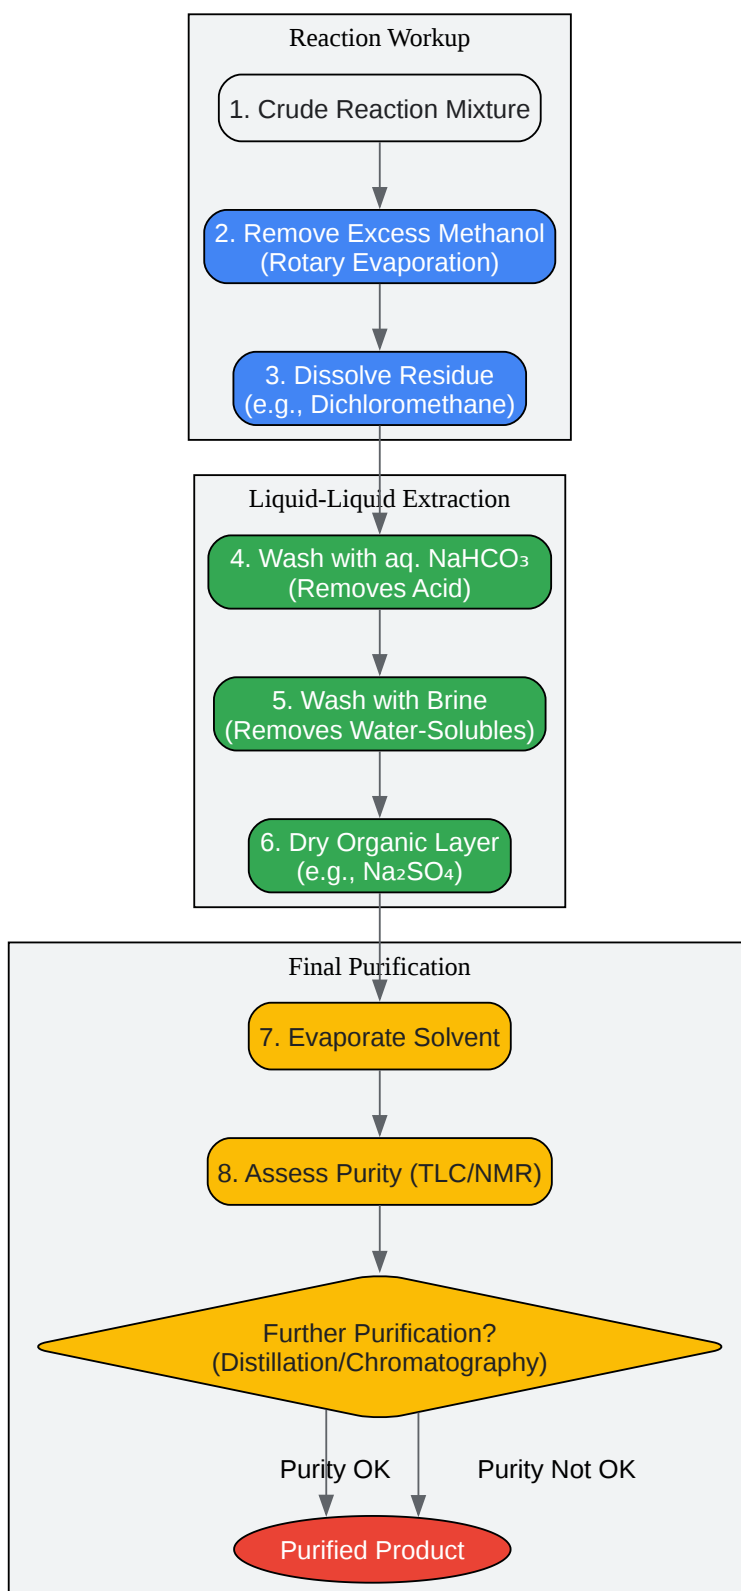 Reaction Workup
1. Crude Reaction Mixture
2. Remove Excess Methanol
(Rotary Evaporation)
3. Dissolve Residue
(e.g., Dichloromethane)
Liquid-Liquid Extraction
4. Wash with aq. NaHCO₃
(Removes Acid)
5. Wash with Brine
(Removes Water-Solubles)
6. Dry Organic Layer
(e.g., Na₂SO₄)
Final Purification
7. Evaporate Solvent
8. Assess Purity (TLC/NMR)
Further Purification?
(Distillation/Chromatography)
Purity OK
Purity Not OK
Purified Product